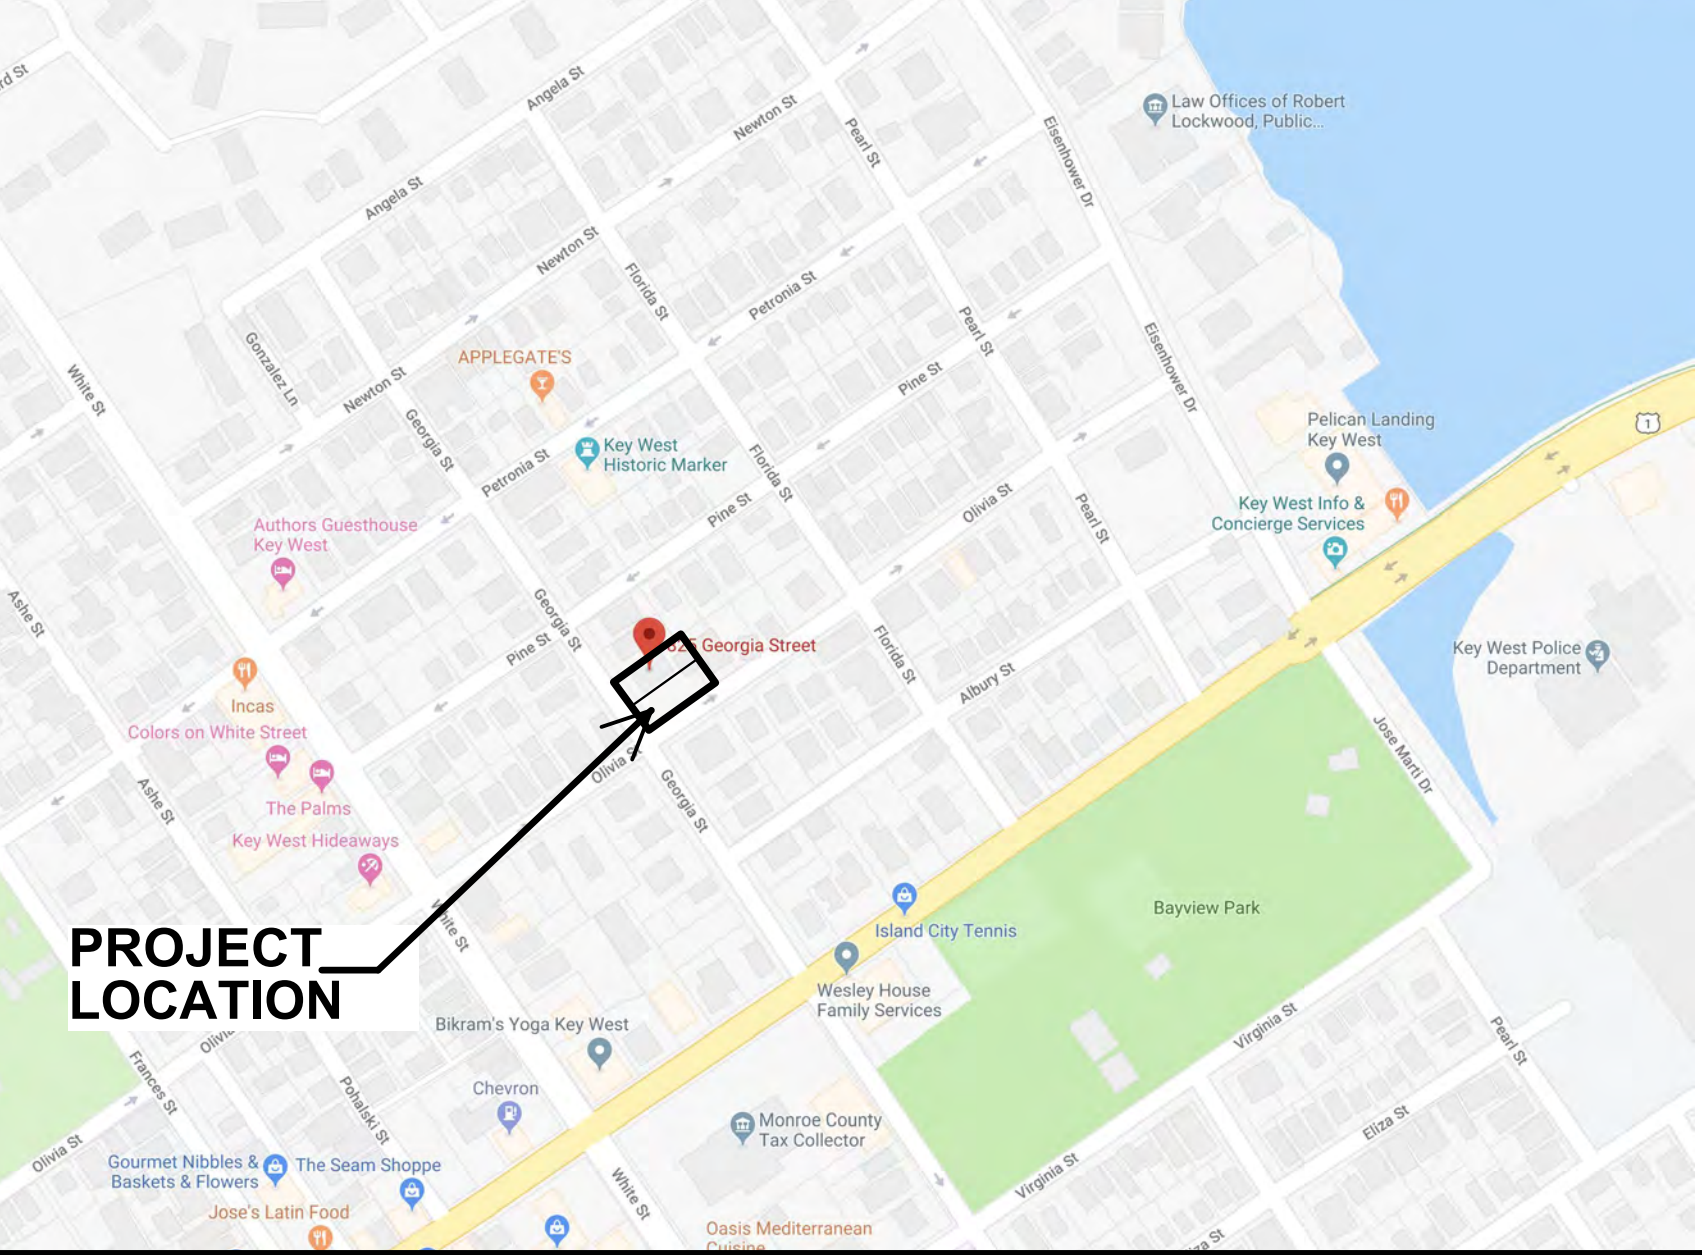 rd St
Angela St
Newton St
Pearl St
Eisenhower Dr
Law Offices of Robert
Lockwood, Public...
Angela St
Newton St
Florida St
Petronia St
Pearl St
Eisenhower Dr
Gonzalez Ln
White St
Newton St
APPLEGATE'S
Pine St
Georgia St
Petronia St
Key West
Historic Marker
Florida St
Pine St
Olivia St
Pearl St
Pelican Landing
Key West
1
Key West Info &
Concierge Services
Authors Guesthouse
Key West
Ashe St
Georgia St
Pine St
825 Georgia Street
Florida St
Albury St
Key West Police
Department
Incas
Colors on White Street
The Palms
Key West Hideaways
Ashe St
Olivia St
Georgia St
Jose Marti Dr
White St
PROJECT
LOCATION
Bayview Park
Island City Tennis
Wesley House
Family Services
Bikram's Yoga Key West
Olivia
Frances St
Pohalski St
Chevron
Monroe County
Tax Collector
Virginia St
Pearl St
Eliza St
Olivia St
Gourmet Nibbles &
Baskets & Flowers
The Seam Shoppe
Jose's Latin Food
White St
Virginia St
Oasis Mediterranean
Cuisine
za St